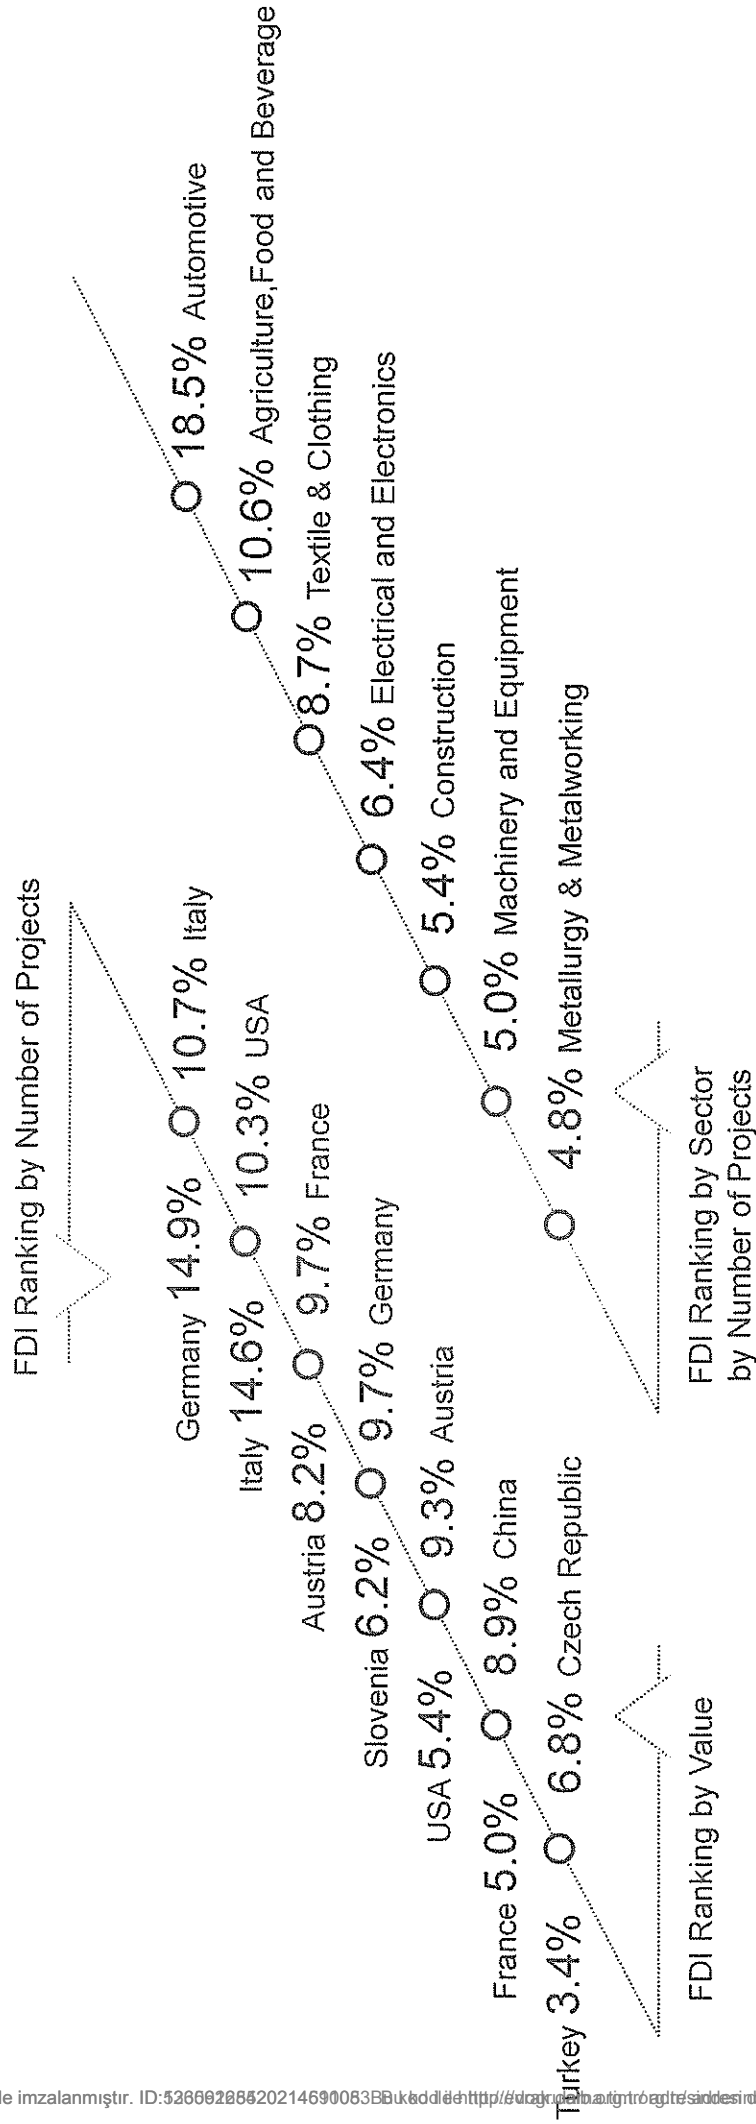 FDI Ranking by Number of Projects
Germany 14.9% 10.7% Italy
Italy 14.6% 10.3% USA
Austria 8.2% 9.7% France
Slovenia 6.2% 9.7% Germany
USA 5.4% 9.3% Austria
France 5.0% 8.9% China
Turkey 3.4% 6.8% Czech Republic
FDI Ranking by Value
18.5% Automotive
10.6% Agriculture,Food and Beverage
8.7% Textile & Clothing
6.4% Electrical and Electronics
5.4% Construction
5.0% Machinery and Equipment
4.8% Metallurgy & Metalworking
FDI Ranking by Sector
by Number of Projects
le imzalanmıştır.